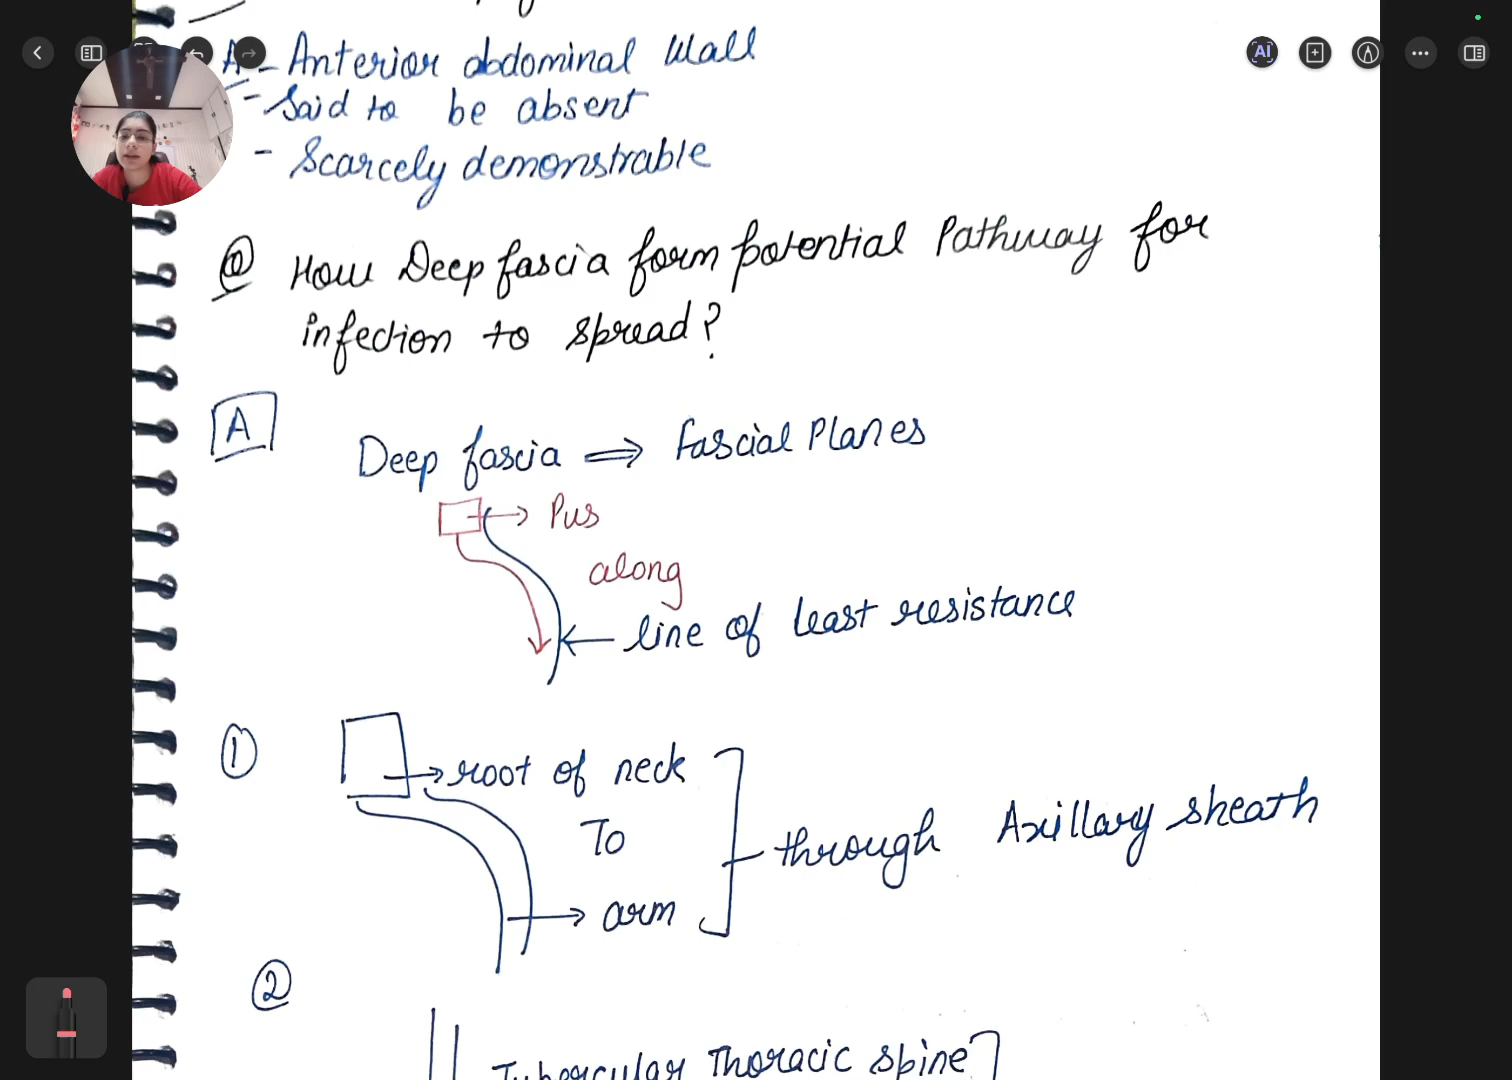 A - Anterior abdominal Wall
- Said to be absent
- Scarcely demonstrable
Q How Deep fascia form potential Pathway for
infection to spread?
A
Deep fascia ⇒ Fascial Planes
→ Pus
along
← line of least resistance
① → root of neck
To
→ arm
through Axillary sheath
②
Tubercular Thoracic Spine
AI